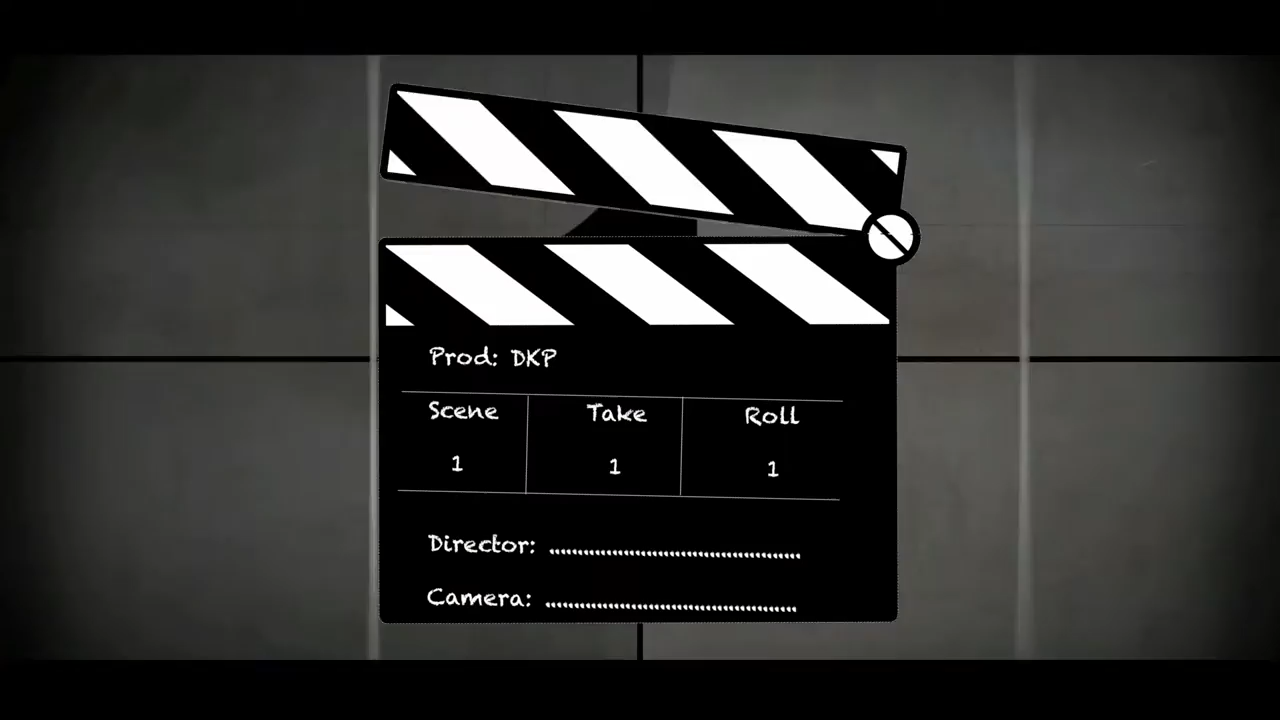 Prod: DKP
Scene Take Roll
1 1 1
Director: ........................................
Camera: ........................................